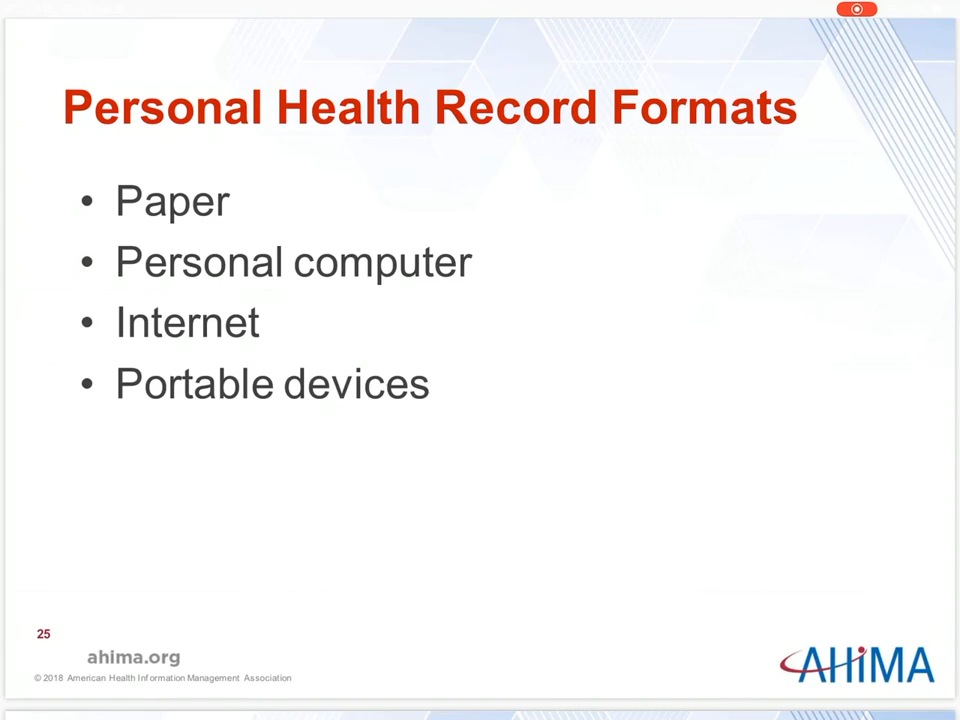 Personal Health Record Formats
• Paper
• Personal computer
• Internet
• Portable devices
25
ahima.org
© 2018 American Health Information Management Association
AHiMA